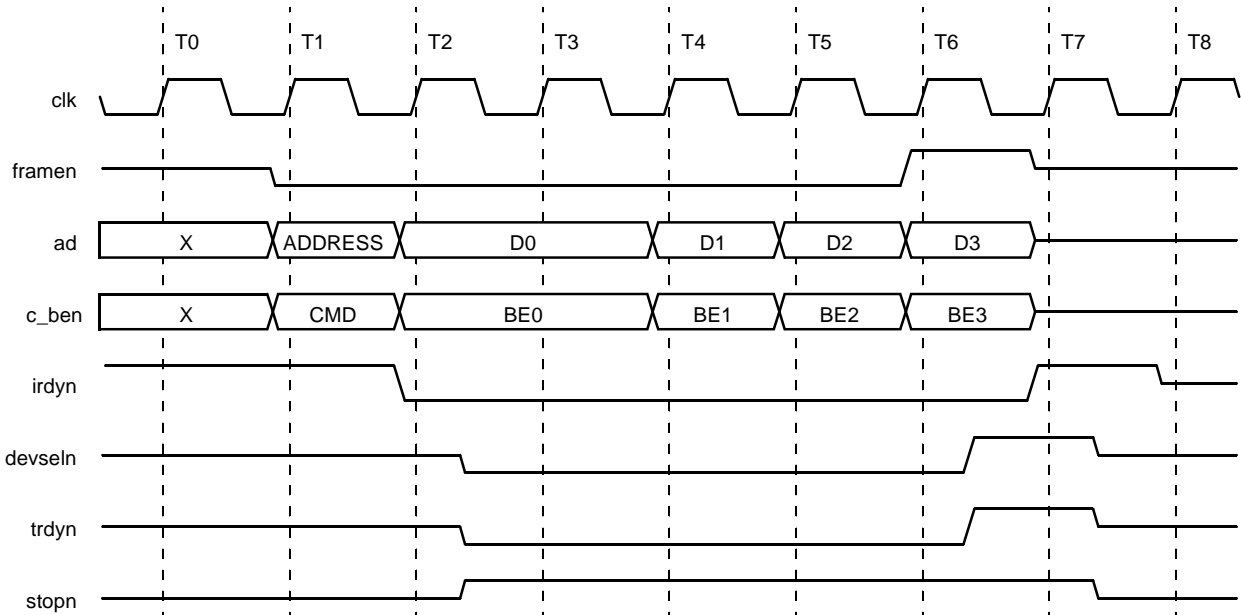 T0 T1 T2 T3 T4 T5 T6 T7 T8
clk
framen
ad X ADDRESS D0 D1 D2 D3
c_ben X CMD BE0 BE1 BE2 BE3
irdyn
devseln
trdyn
stopn